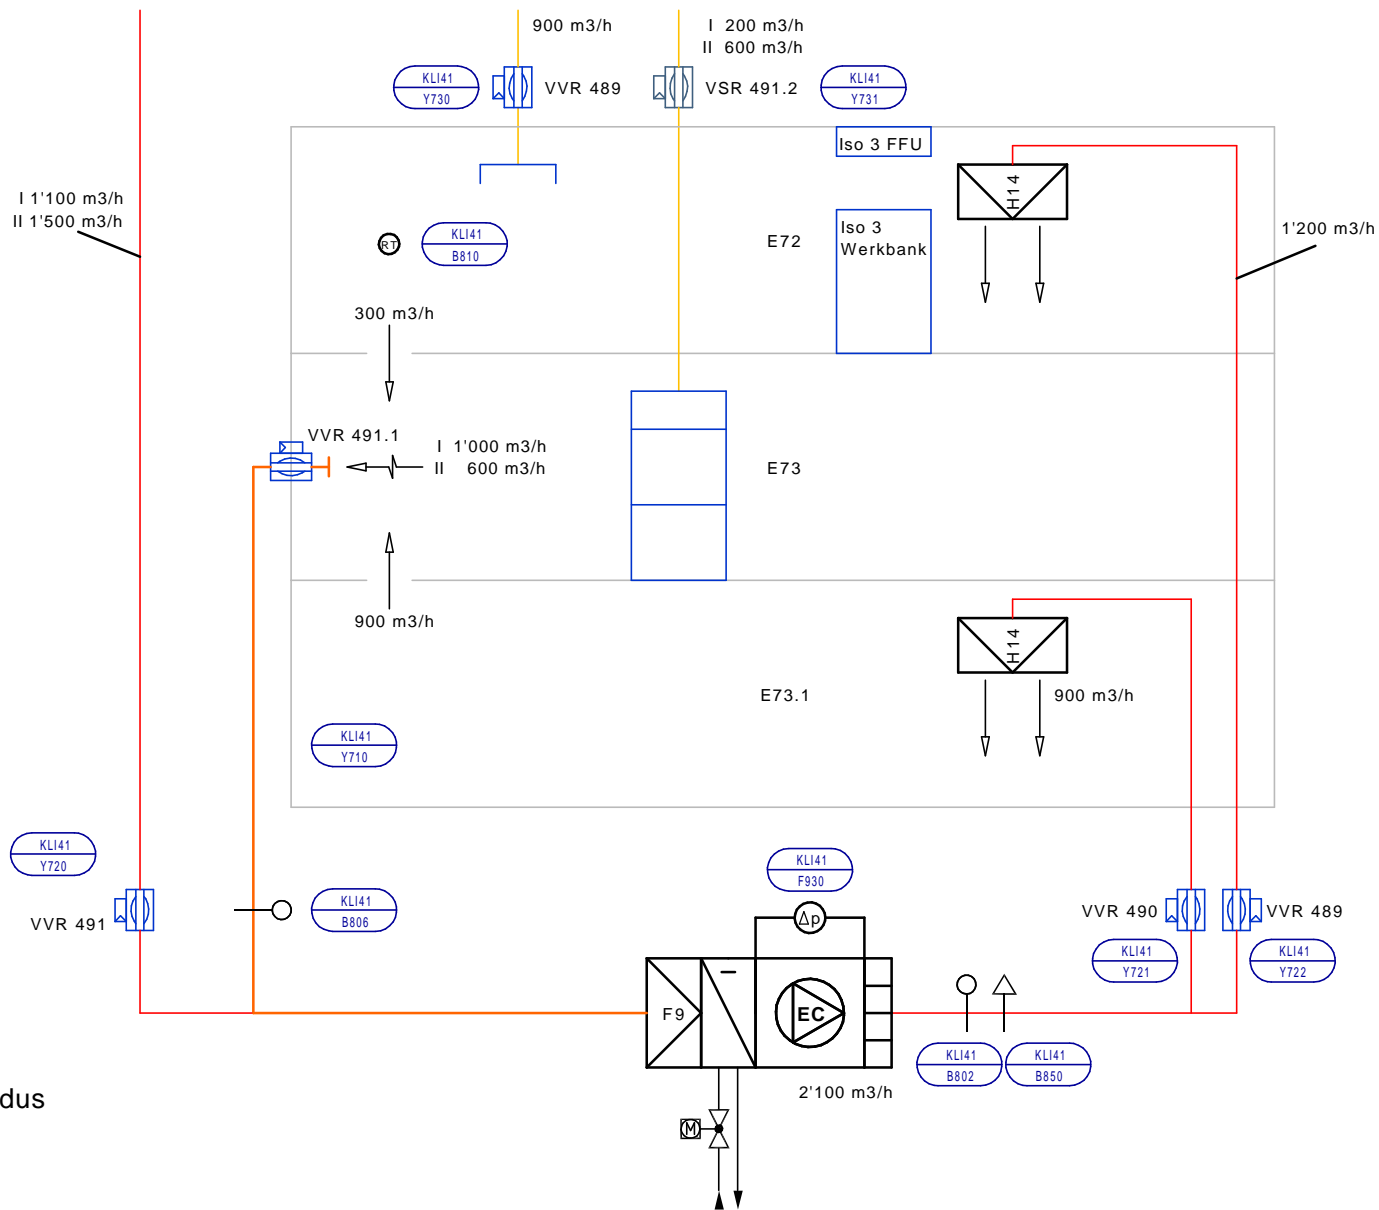 900 m3/h
I 200 m3/h
II 600 m3/h
KLI41
Y730
VVR 489
VSR 491.2
KLI41
Y731
Iso 3 FFU
H14
I 1'100 m3/h
II 1'500 m3/h
RT
KLI41
B810
E72
Iso 3
Werkbank
1'200 m3/h
300 m3/h
VVR 491.1
I 1'000 m3/h
II 600 m3/h
E73
900 m3/h
H14
E73.1
900 m3/h
KLI41
Y710
KLI41
Y720
KLI41
F930
VVR 491
KLI41
B806
Δp
VVR 490
VVR 489
KLI41
Y721
KLI41
Y722
F9
EC
KLI41
B802
KLI41
B850
2'100 m3/h
dus
M